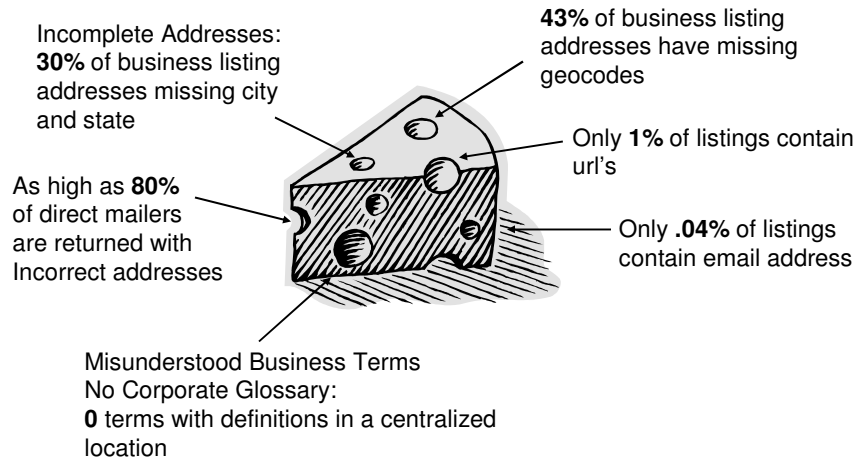 Incomplete Addresses:
30% of business listing
addresses missing city
and state
43% of business listing
addresses have missing
geocodes
Only 1% of listings contain
url's
As high as 80%
of direct mailers
are returned with
Incorrect addresses
Only .04% of listings
contain email address
Misunderstood Business Terms
No Corporate Glossary:
0 terms with definitions in a centralized
location